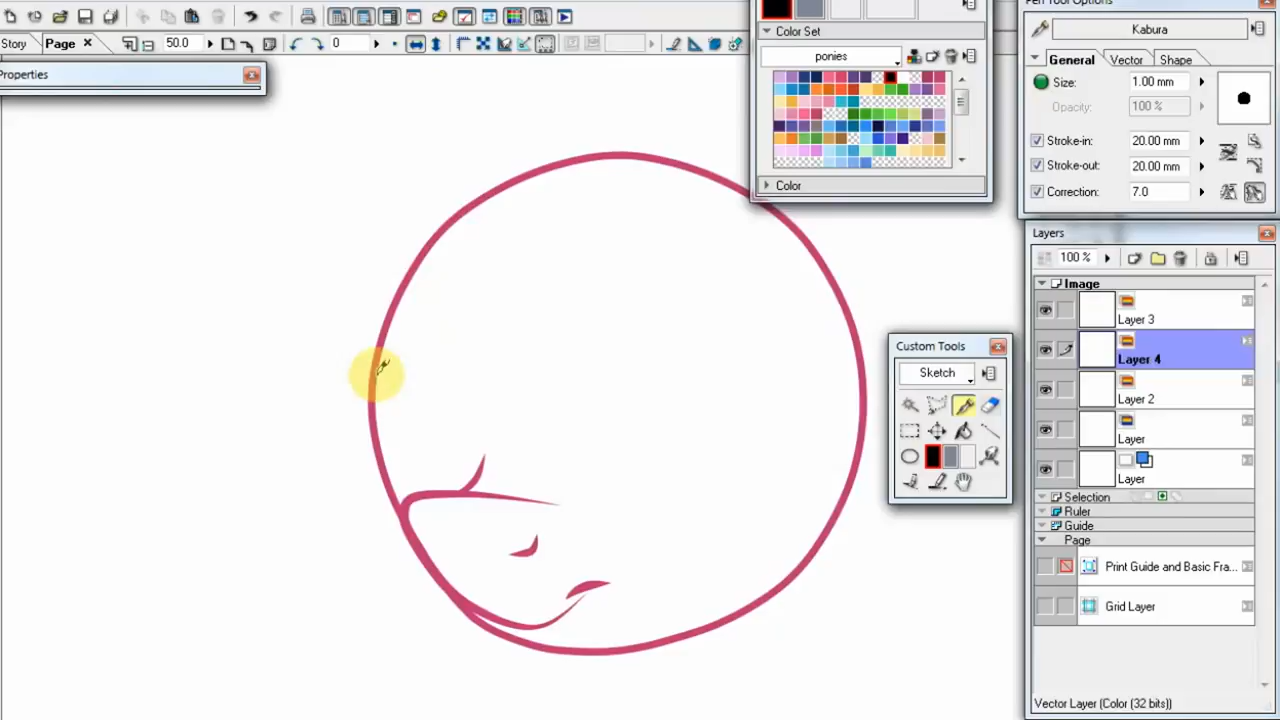 Pen Tool Options
Story
Page
50.0
0
Color Set
Kabura
ponies
General
Vector
Shape
Properties
Size:
1.00 mm
Opacity:
100 %
Stroke-in:
20.00 mm
Stroke-out:
20.00 mm
Color
Correction:
7.0
Layers
100 %
Image
Layer 3
Custom Tools
Layer 4
Sketch
Layer 2
Layer
Layer
Selection
Ruler
Guide
Page
Print Guide and Basic Fra...
Grid Layer
Vector Layer (Color (32 bits))